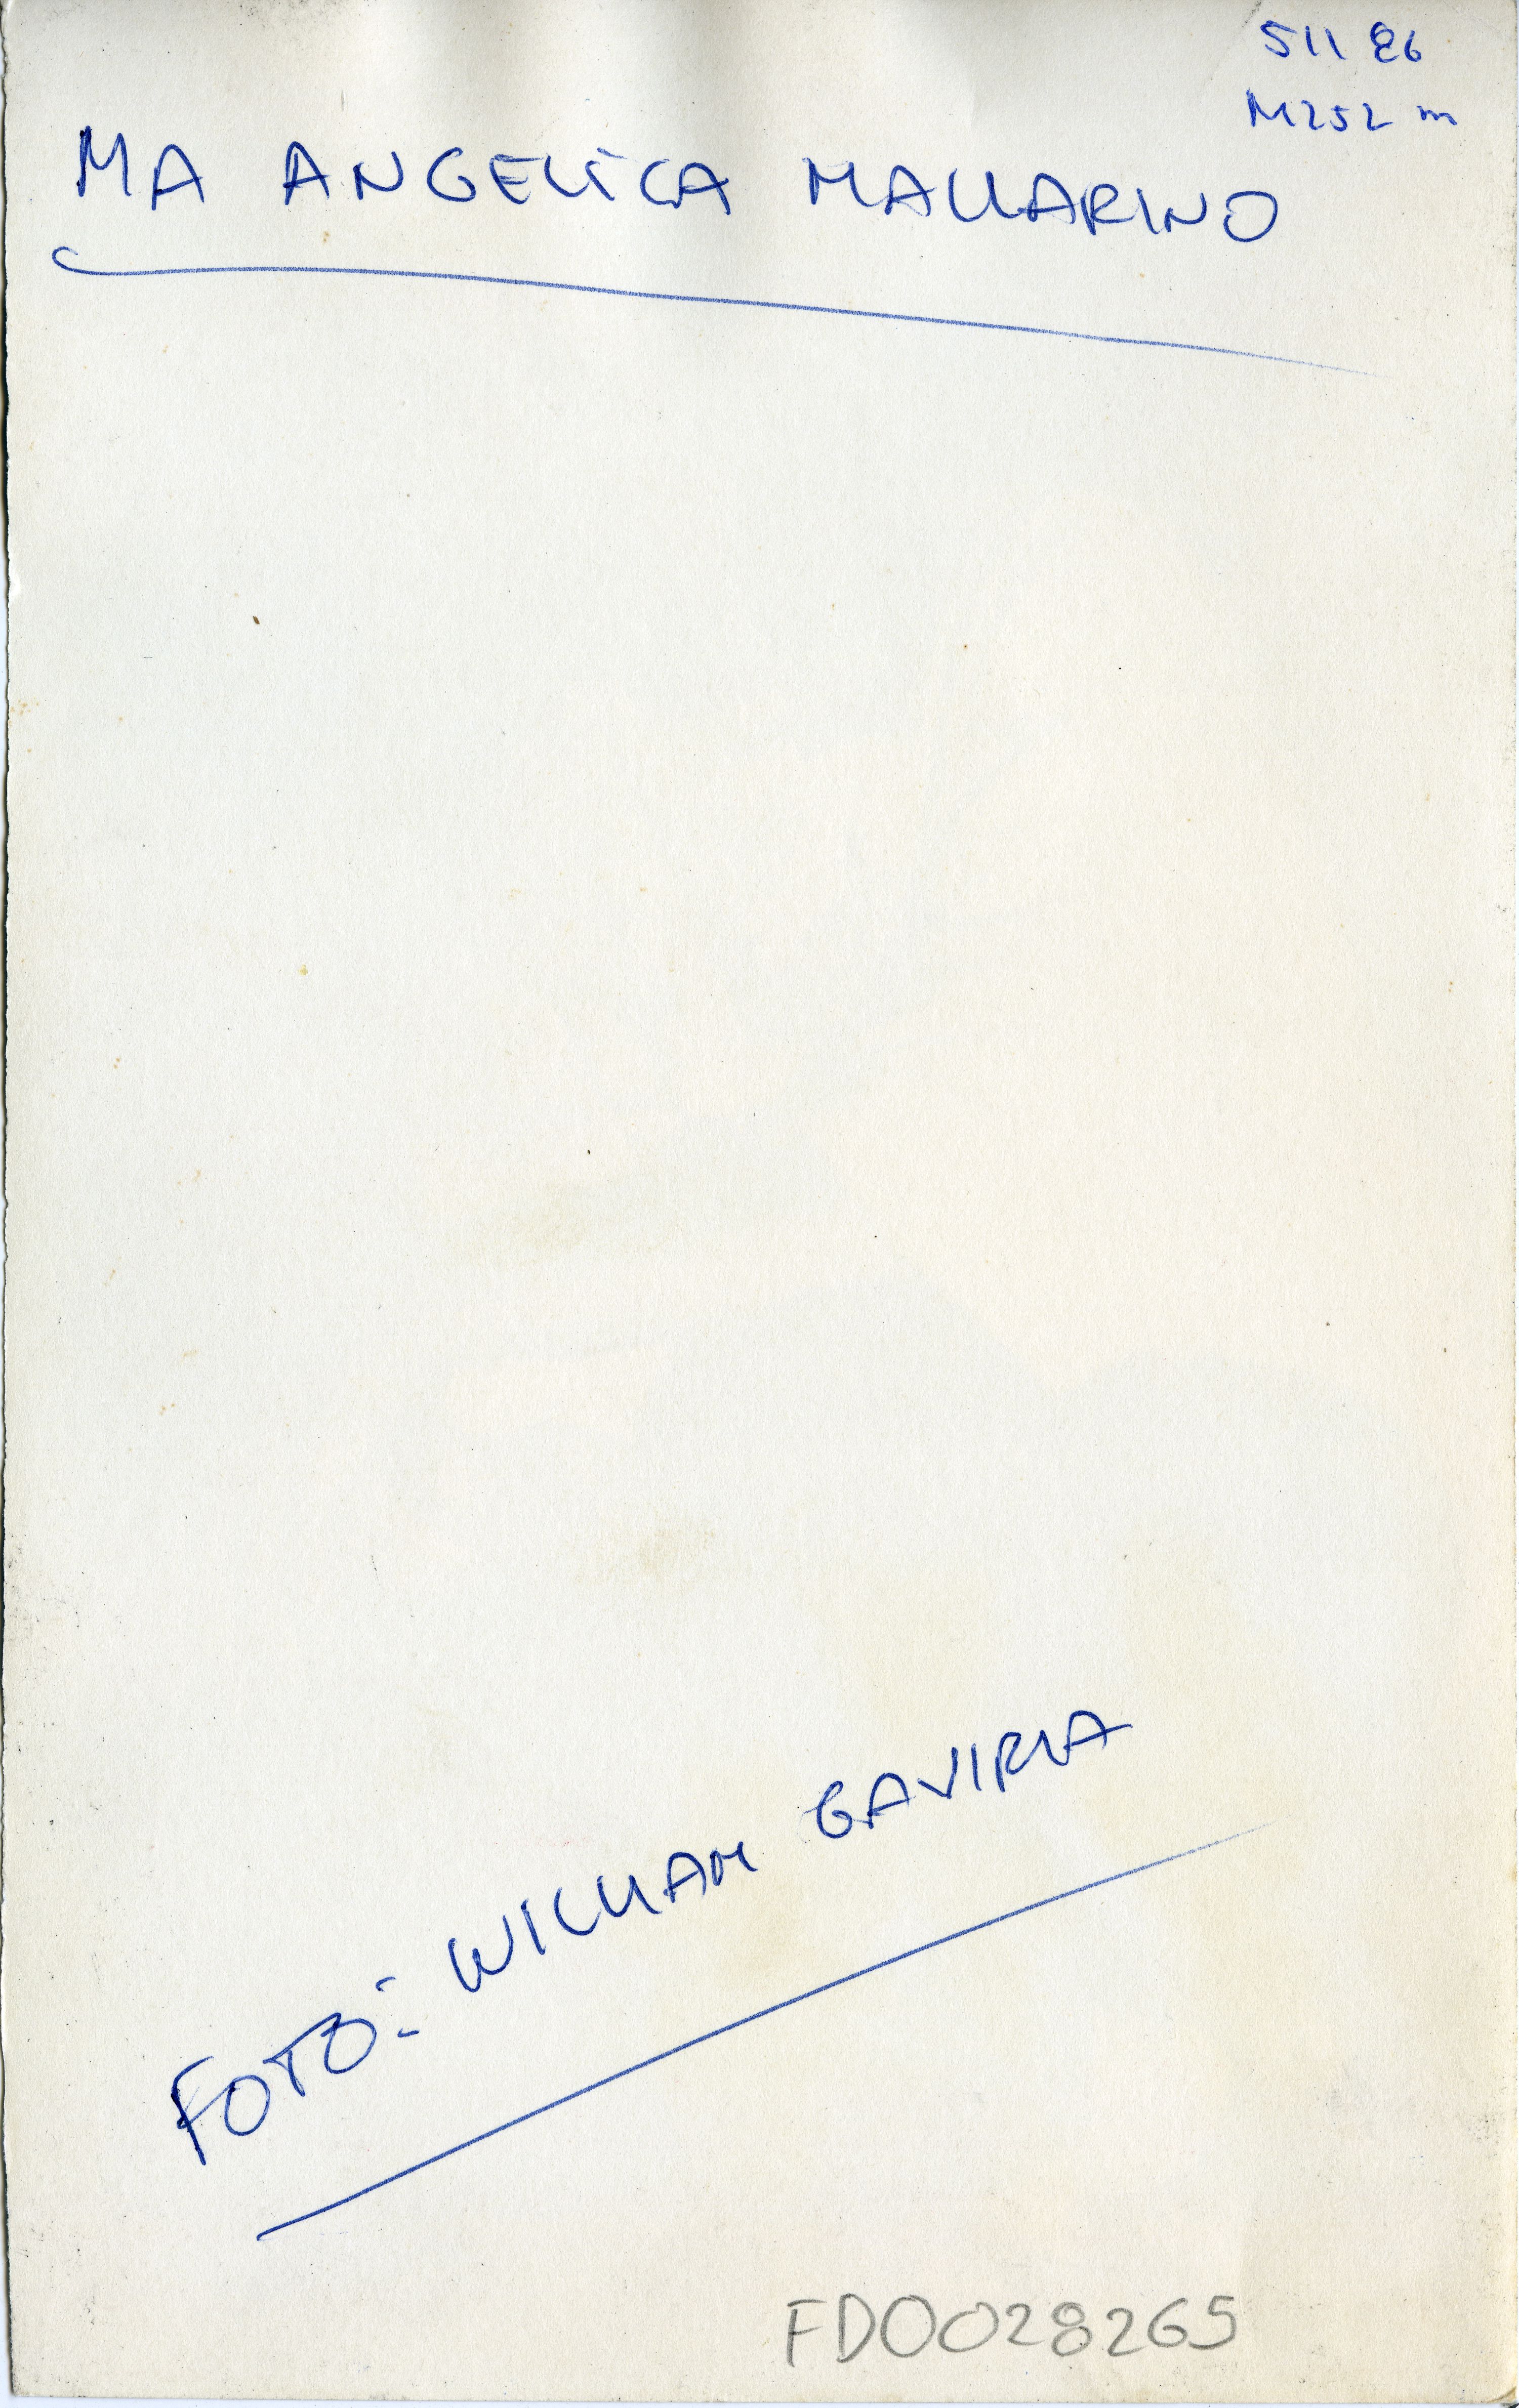 511 86
M252 m
MA ANGELICA MALLARINO
FOTO: WILLIAM GAVIRIA
FD0028265